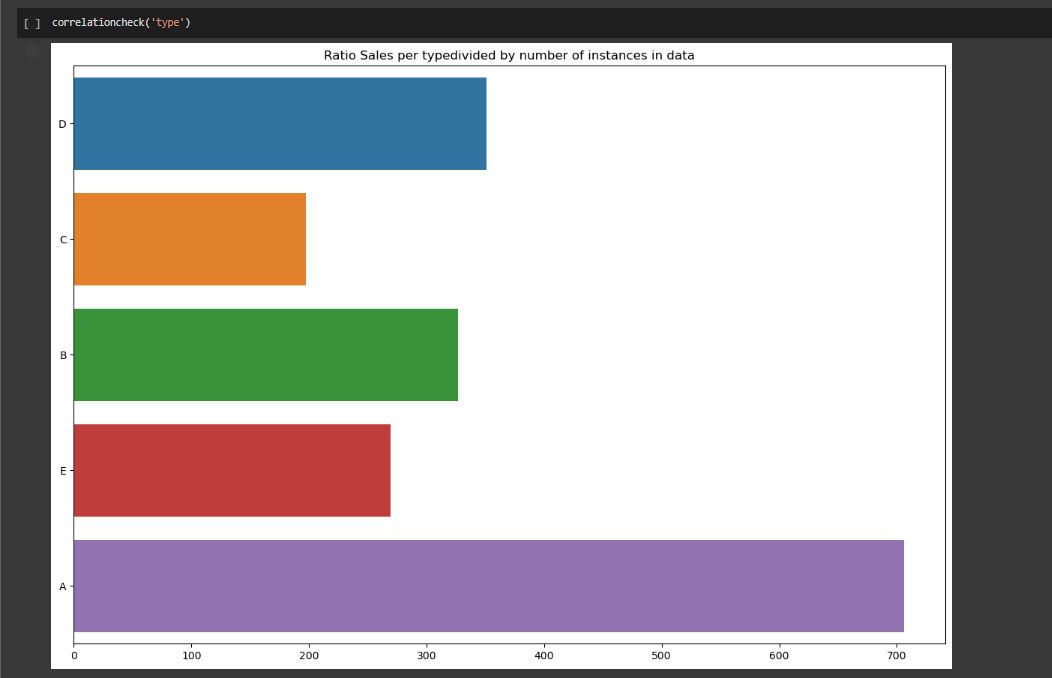 [ ] correlationcheck('type')
Ratio Sales per typedivided by number of instances in data
D
C
B
E
A
0 100 200 300 400 500 600 700